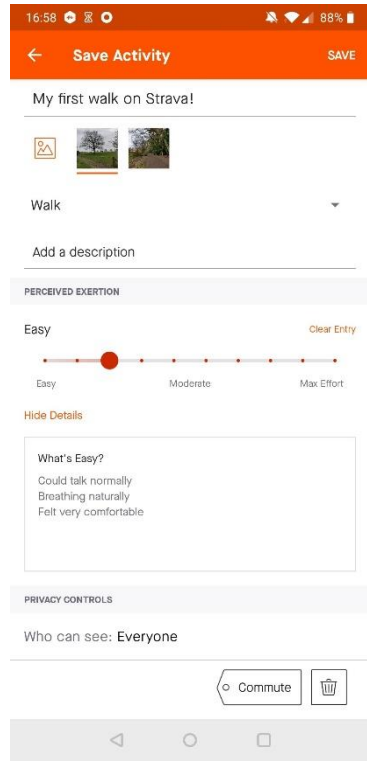 16:58 88%
Save Activity SAVE
My first walk on Strava!
Walk
Add a description
PERCEIVED EXERTION
Easy Clear Entry
Easy Moderate Max Effort
Hide Details
What's Easy?
Could talk normally
Breathing naturally
Felt very comfortable
PRIVACY CONTROLS
Who can see: Everyone
Commute